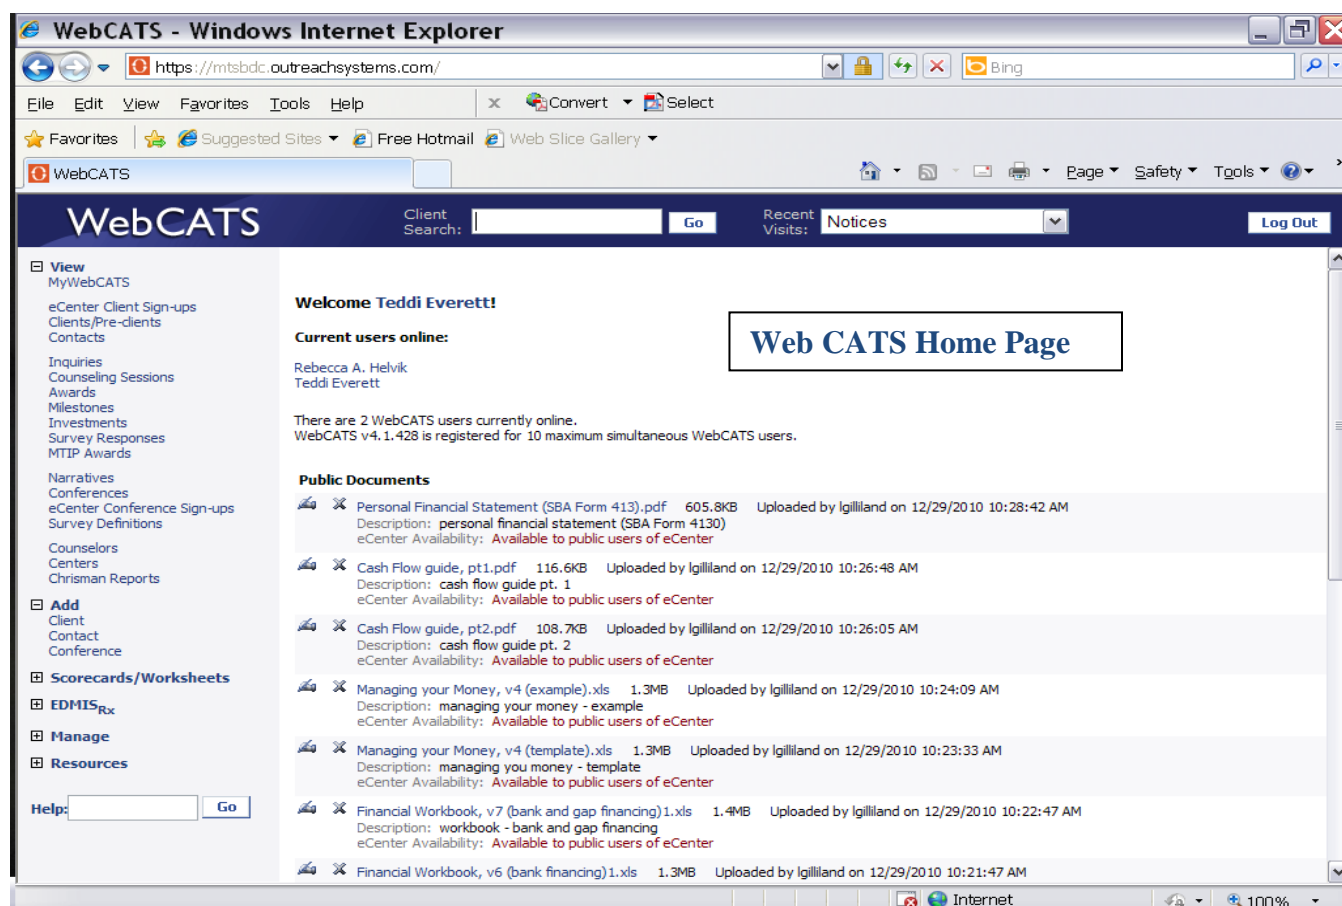 WebCATS - Windows Internet Explorer
https://mtsbdc.outreachsystems.com/
Bing
File Edit View Favorites Tools Help
x Convert Select
Favorites Suggested Sites Free Hotmail Web Slice Gallery
WebCATS
Page Safety Tools
WebCATS
Client Search:
Go
Recent Visits:
Notices
Log Out
View
MyWebCATS
eCenter Client Sign-ups
Clients/Pre-clients
Contacts
Inquiries
Counseling Sessions
Awards
Milestones
Investments
Survey Responses
MTIP Awards
Narratives
Conferences
eCenter Conference Sign-ups
Survey Definitions
Counselors
Centers
Chrisman Reports
Add
Client
Contact
Conference
Scorecards/Worksheets
EDMISRx
Manage
Resources
Help:
Go
Welcome Teddi Everett!
Web CATS Home Page
Current users online:
Rebecca A. Helvik
Teddi Everett
There are 2 WebCATS users currently online.
WebCATS v4.1.428 is registered for 10 maximum simultaneous WebCATS users.
Public Documents
Personal Financial Statement (SBA Form 413).pdf 605.8KB Uploaded by lgilliland on 12/29/2010 10:28:42 AM
Description: personal financial statement (SBA Form 4130)
eCenter Availability: Available to public users of eCenter
Cash Flow guide, pt1.pdf 116.6KB Uploaded by lgilliland on 12/29/2010 10:26:48 AM
Description: cash flow guide pt. 1
eCenter Availability: Available to public users of eCenter
Cash Flow guide, pt2.pdf 108.7KB Uploaded by lgilliland on 12/29/2010 10:26:05 AM
Description: cash flow guide pt. 2
eCenter Availability: Available to public users of eCenter
Managing your Money, v4 (example).xls 1.3MB Uploaded by lgilliland on 12/29/2010 10:24:09 AM
Description: managing your money - example
eCenter Availability: Available to public users of eCenter
Managing your Money, v4 (template).xls 1.3MB Uploaded by lgilliland on 12/29/2010 10:23:33 AM
Description: managing you money - template
eCenter Availability: Available to public users of eCenter
Financial Workbook, v7 (bank and gap financing)1.xls 1.4MB Uploaded by lgilliland on 12/29/2010 10:22:47 AM
Description: workbook - bank and gap financing
eCenter Availability: Available to public users of eCenter
Financial Workbook, v6 (bank financing)1.xls 1.3MB Uploaded by lgilliland on 12/29/2010 10:21:47 AM
Internet
100%